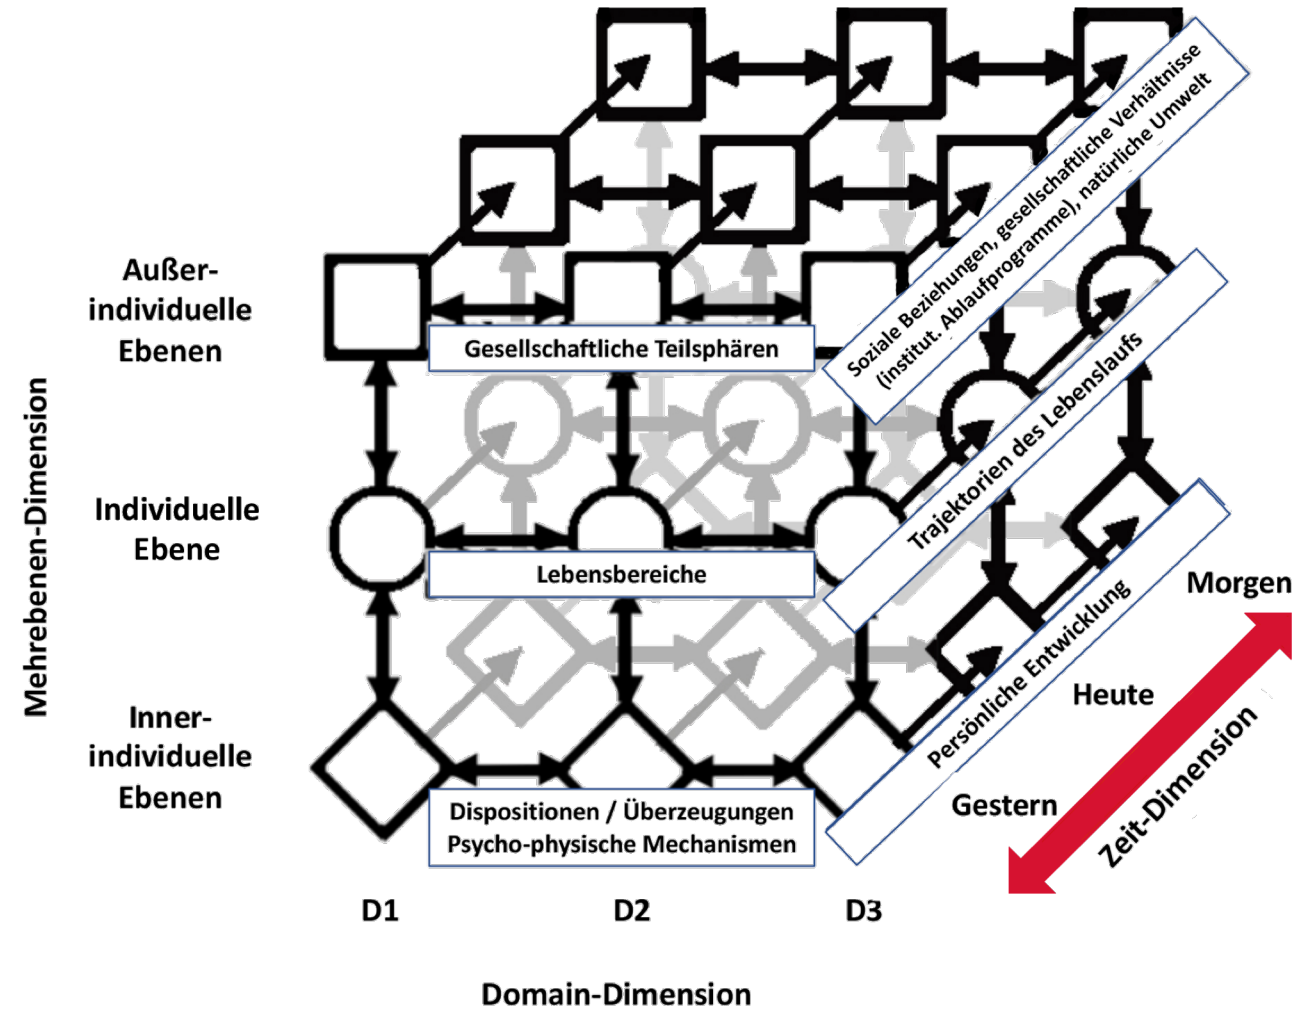 Außer-
individuelle
Ebenen
Individuelle
Ebene
Inner-
individuelle
Ebenen
Mehrebenen-Dimension
Gesellschaftliche Teilsphären
Lebensbereiche
Dispositionen / Überzeugungen
Psycho-physische Mechanismen
Soziale Beziehungen, gesellschaftliche Verhältnisse
(institut. Ablaufprogramme), natürliche Umwelt
Trajektorien des Lebenslaufs
Persönliche Entwicklung
Morgen
Heute
Gestern
Zeit-Dimension
D1
D2
D3
Domain-Dimension